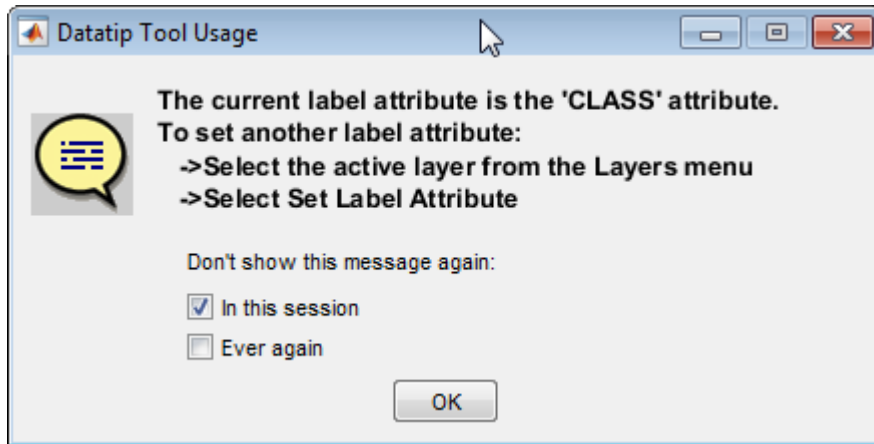 Datatip Tool Usage
The current label attribute is the 'CLASS' attribute.
To set another label attribute:
->Select the active layer from the Layers menu
->Select Set Label Attribute
Don't show this message again:
In this session
Ever again
OK